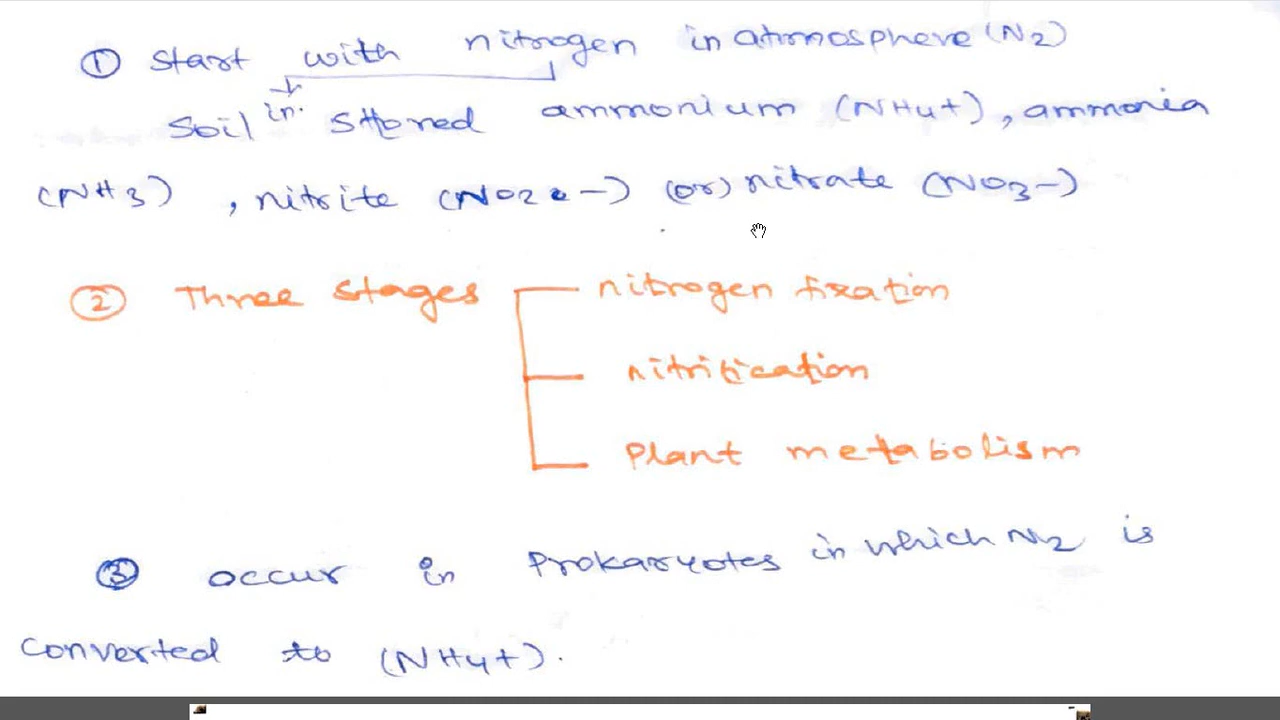 ① Start with nitrogen in atmosphere (N2)
Soil in. stored ammonium (NH4+), ammonia
(NH3), nitrite (NO2-) (or) nitrate (NO3-)
② Three stages
nitrogen fixation
nitrification
Plant metabolism
③ occur in Prokaryotes in which N2 is
converted to (NH4+).